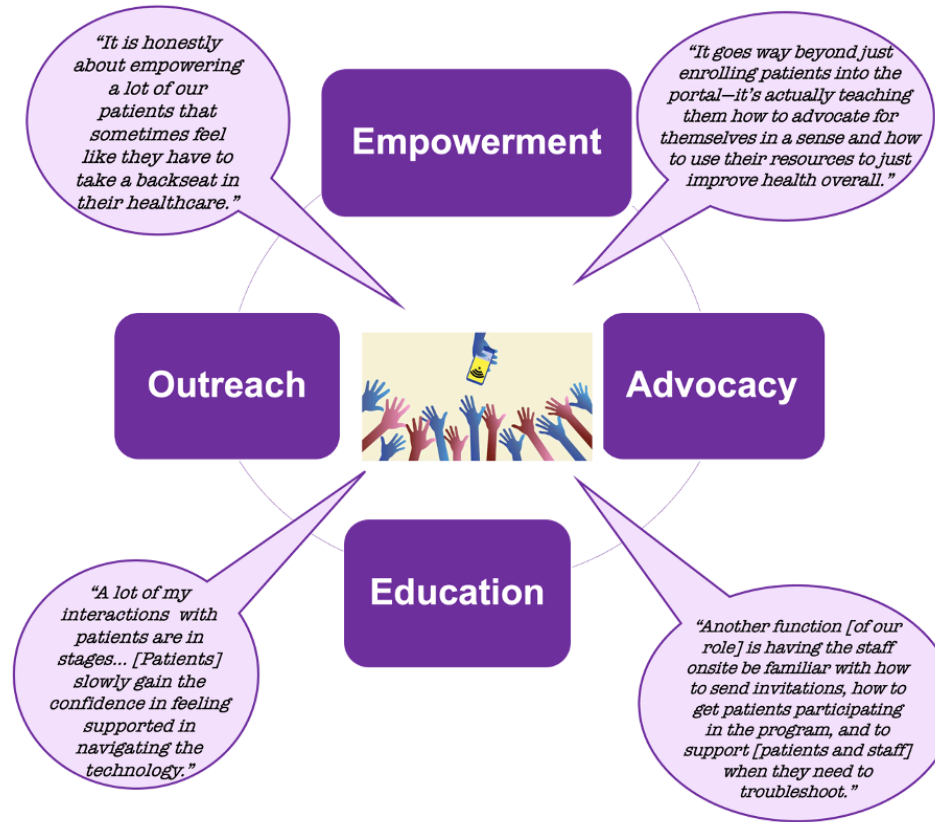 “It is honestly
about empowering
a lot of our
patients that
sometimes feel
like they have to
take a backseat in
their healthcare.”
“It goes way beyond just
enrolling patients into the
portal—it’s actually teaching
them how to advocate for
themselves in a sense and how
to use their resources to just
improve health overall.”
Empowerment
Outreach
Advocacy
Education
“A lot of my
interactions with
patients are in
stages... [Patients]
slowly gain the
confidence in feeling
supported in
navigating the
technology.”
“Another function [of our
role] is having the staff
onsite be familiar with how
to send invitations, how to
get patients participating
in the program, and to
support [patients and staff]
when they need to
troubleshoot.”